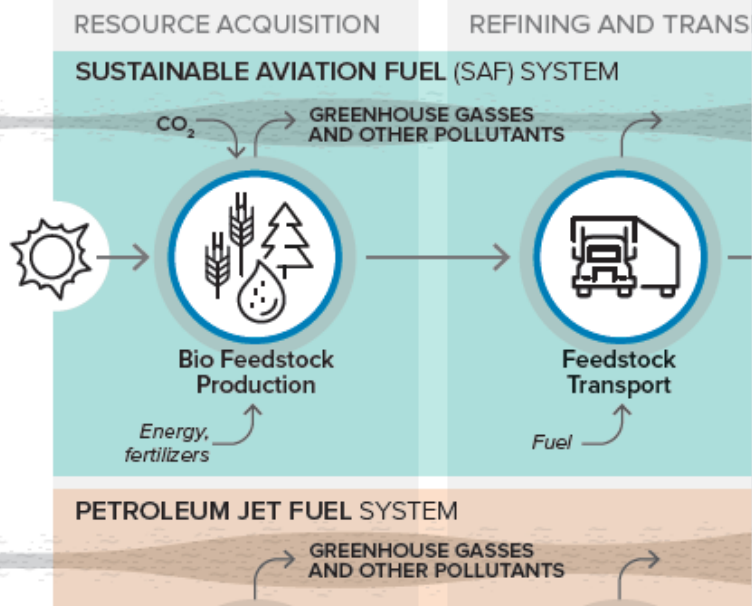 RESOURCE ACQUISITION
REFINING AND TRANS
SUSTAINABLE AVIATION FUEL (SAF) SYSTEM
CO₂
GREENHOUSE GASSES
AND OTHER POLLUTANTS
Bio Feedstock
Production
Feedstock
Transport
Energy,
fertilizers
Fuel
PETROLEUM JET FUEL SYSTEM
GREENHOUSE GASSES
AND OTHER POLLUTANTS